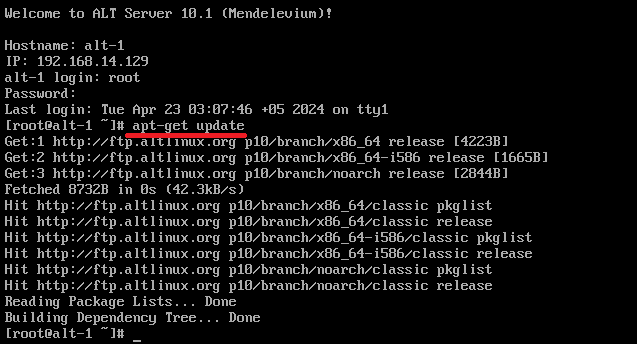 Welcome to ALT Server 10.1 (Mendelevium)!
Hostname: alt-1
IP: 192.168.14.129
alt-1 login: root
Password:
Last login: Tue Apr 23 03:07:46 +05 2024 on tty1
[root@alt-1 ~]# apt-get update
Get:1 http://ftp.altlinux.org p10/branch/x86_64 release [4223B]
Get:2 http://ftp.altlinux.org p10/branch/x86_64-i586 release [1665B]
Get:3 http://ftp.altlinux.org p10/branch/noarch release [2844B]
Fetched 8732B in 0s (42.3kB/s)
Hit http://ftp.altlinux.org p10/branch/x86_64/classic pkglist
Hit http://ftp.altlinux.org p10/branch/x86_64/classic release
Hit http://ftp.altlinux.org p10/branch/x86_64-i586/classic pkglist
Hit http://ftp.altlinux.org p10/branch/x86_64-i586/classic release
Hit http://ftp.altlinux.org p10/branch/noarch/classic pkglist
Hit http://ftp.altlinux.org p10/branch/noarch/classic release
Reading Package Lists... Done
Building Dependency Tree... Done
[root@alt-1 ~]# _